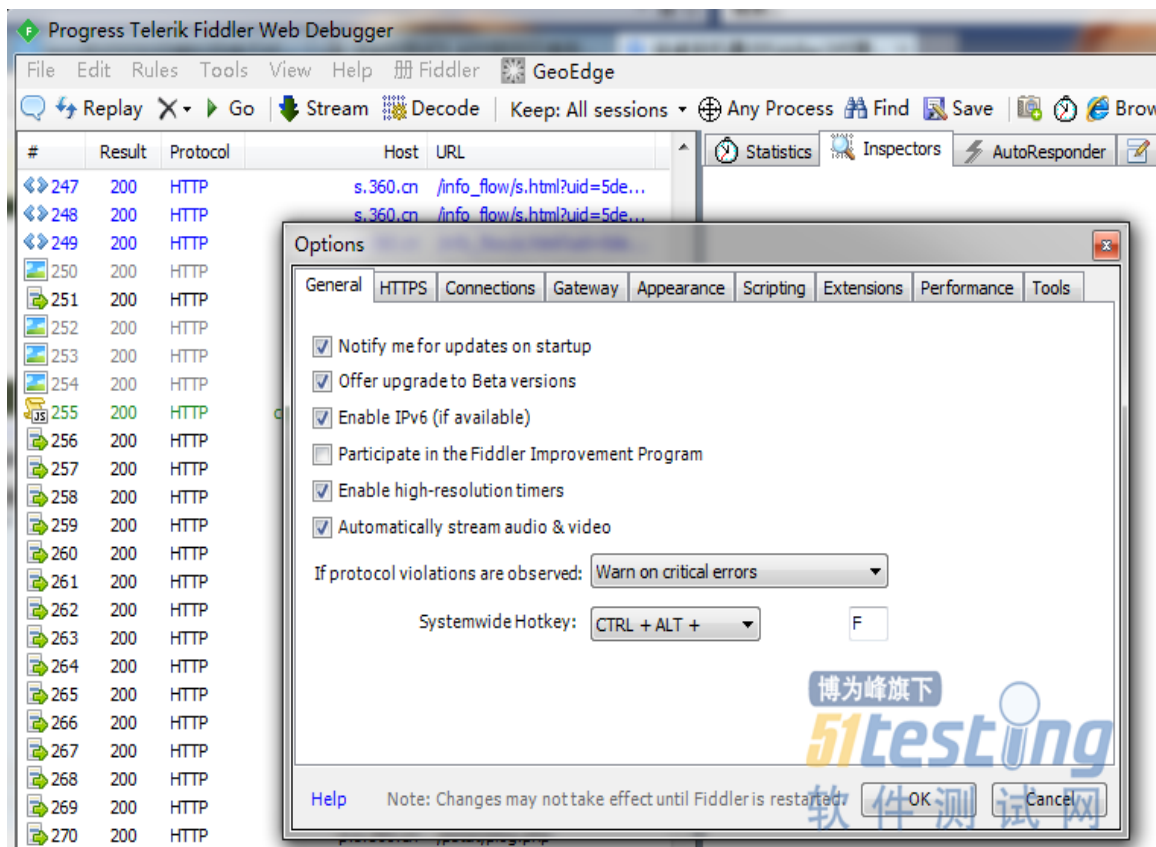 Progress Telerik Fiddler Web Debugger
File Edit Rules Tools View Help 册 Fiddler GeoEdge
Replay Go Stream Decode Keep: All sessions Any Process Find Save Brow
# Result Protocol Host URL
Statistics Inspectors AutoResponder
247 200 HTTP s.360.cn /info_flow/s.html?uid=5de...
248 200 HTTP s.360.cn /info_flow/s.html?uid=5de...
249 200 HTTP
250 200 HTTP
251 200 HTTP
252 200 HTTP
253 200 HTTP
254 200 HTTP
255 200 HTTP c
256 200 HTTP
257 200 HTTP
258 200 HTTP
259 200 HTTP
260 200 HTTP
261 200 HTTP
262 200 HTTP
263 200 HTTP
264 200 HTTP
265 200 HTTP
266 200 HTTP
267 200 HTTP
268 200 HTTP
269 200 HTTP
270 200 HTTP
Options
General HTTPS Connections Gateway Appearance Scripting Extensions Performance Tools
Notify me for updates on startup
Offer upgrade to Beta versions
Enable IPv6 (if available)
Participate in the Fiddler Improvement Program
Enable high-resolution timers
Automatically stream audio & video
If protocol violations are observed: Warn on critical errors
Systemwide Hotkey: CTRL + ALT + F
博为峰旗下
51testing
软件测试网
Help Note: Changes may not take effect until Fiddler is restarted. OK Cancel